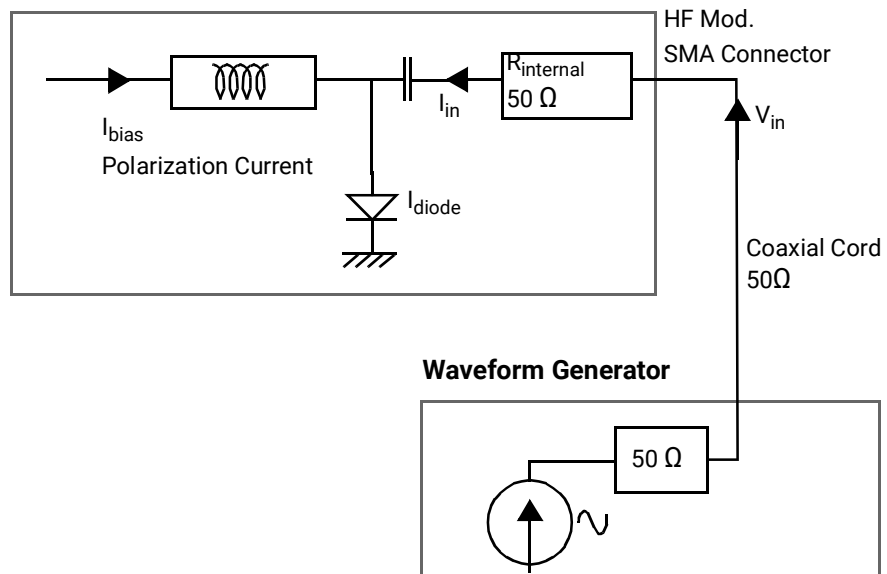 HF Mod.
SMA Connector
R_internal
50 Ω
I_in
V_in
I_bias
Polarization Current
I_diode
Coaxial Cord
50Ω
Waveform Generator
50 Ω